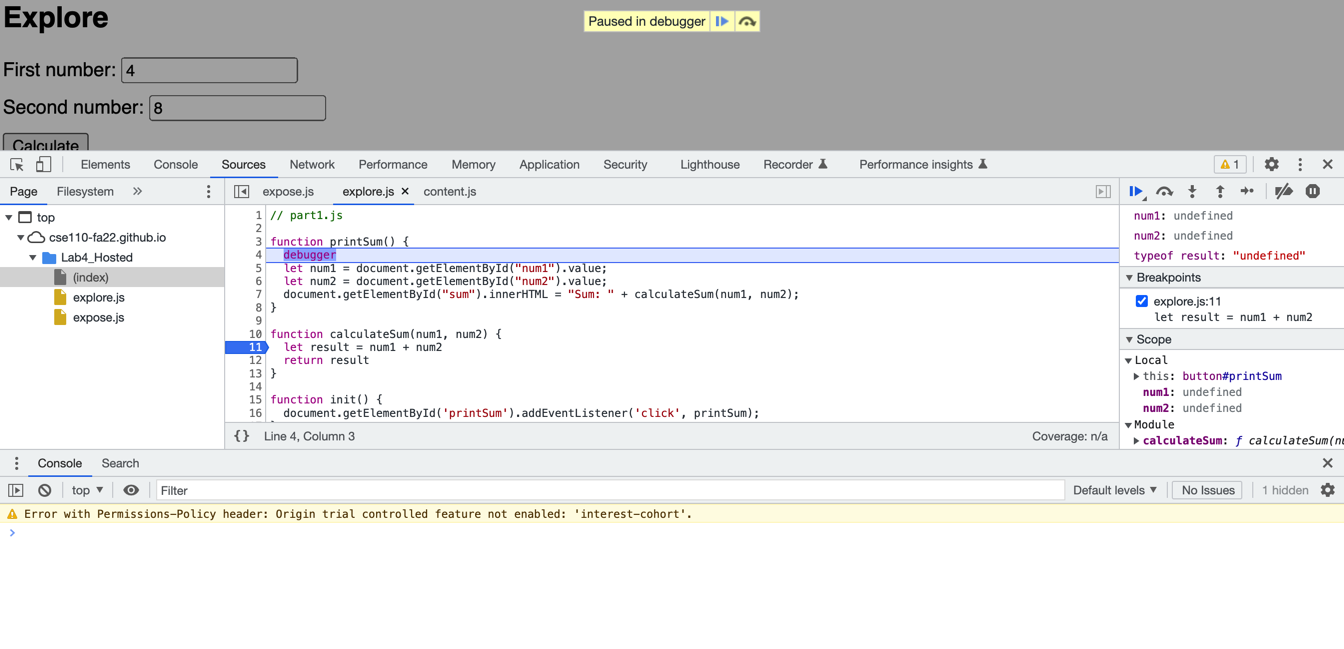 Explore
Paused in debugger
First number: 4
Second number: 8
Calculate
Elements Console Sources Network Performance Memory Application Security Lighthouse Recorder Performance insights 1
Page Filesystem »
expose.js explore.js × content.js
top
cse110-fa22.github.io
Lab4_Hosted
(index)
explore.js
expose.js
1 // part1.js
2
3 function printSum() {
4 debugger
5 let num1 = document.getElementById("num1").value;
6 let num2 = document.getElementById("num2").value;
7 document.getElementById("sum").innerHTML = "Sum: " + calculateSum(num1, num2);
8 }
9
10 function calculateSum(num1, num2) {
11 let result = num1 + num2
12 return result
13 }
14
15 function init() {
16 document.getElementById('printSum').addEventListener('click', printSum);
{} Line 4, Column 3 Coverage: n/a
num1: undefined
num2: undefined
typeof result: "undefined"
Breakpoints
explore.js:11
let result = num1 + num2
Scope
Local
this: button#printSum
num1: undefined
num2: undefined
Module
calculateSum: ƒ calculateSum(nu
Console Search
top Filter Default levels No Issues 1 hidden
Error with Permissions-Policy header: Origin trial controlled feature not enabled: 'interest-cohort'.